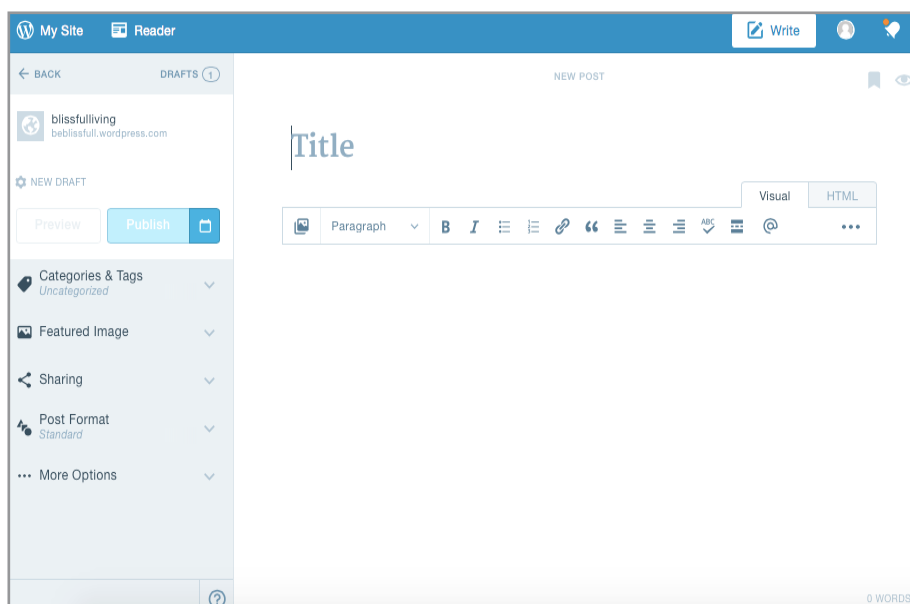 My Site Reader Write
BACK DRAFTS 1
NEW POST
blissfulliving
beblissfull.wordpress.com
Title
NEW DRAFT
Visual HTML
Preview Publish
Paragraph B I ABC
Categories & Tags
Uncategorized
Featured Image
Sharing
Post Format
Standard
More Options
0 WORDS